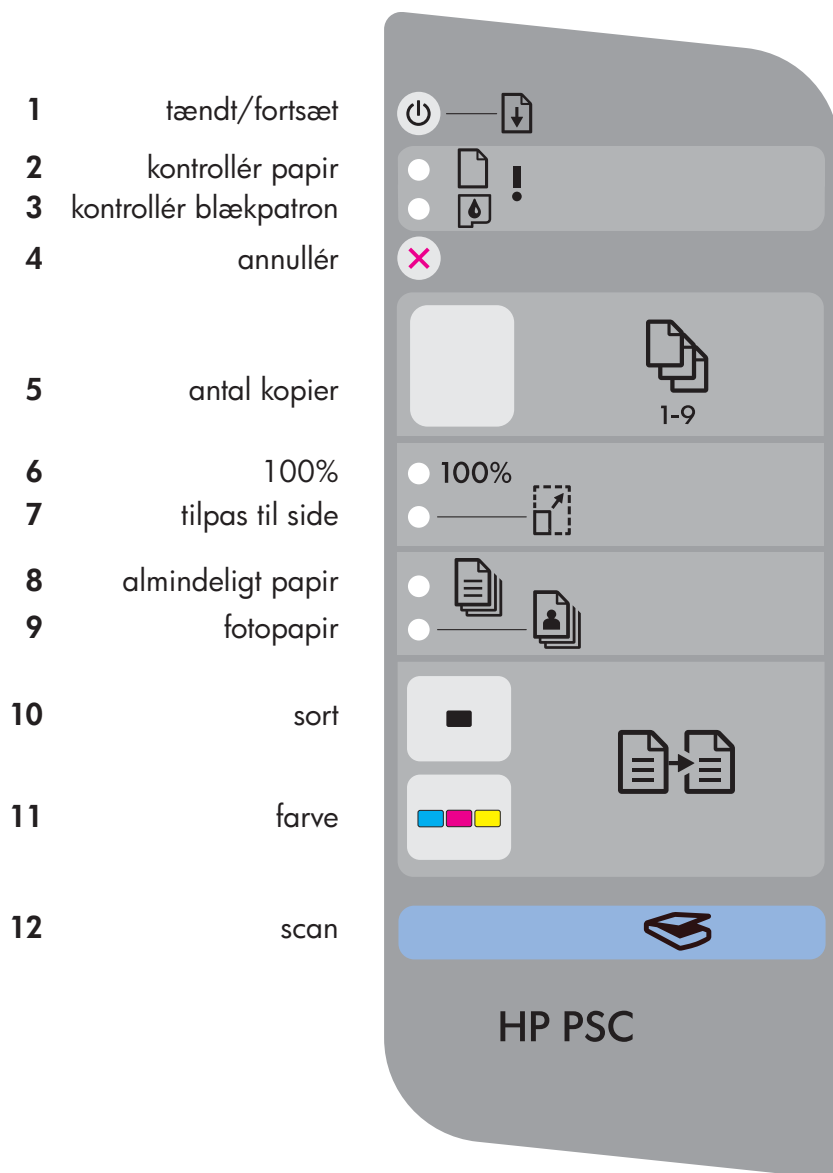 1 tændt/fortsæt
2 kontrollér papir
!
3 kontrollér blækpatron
4 annullér
5 antal kopier
1-9
6 100% 100%
7 tilpas til side
8 almindeligt papir
9 fotopapir
10 sort
11 farve
12 scan
HP PSC